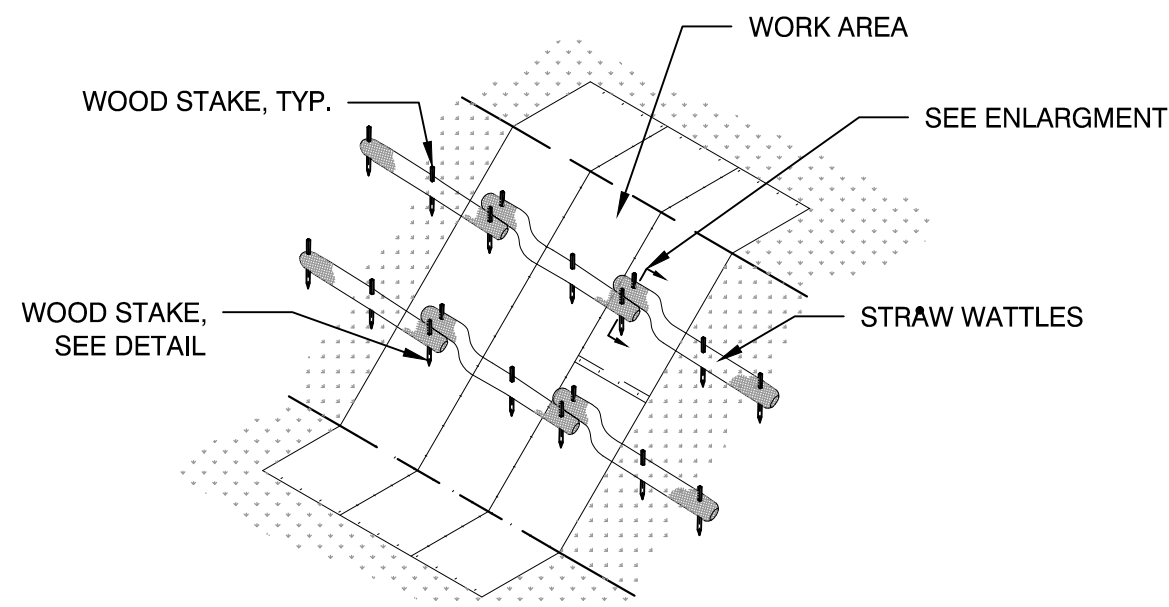 WORK AREA
WOOD STAKE, TYP.
SEE ENLARGMENT
WOOD STAKE,
SEE DETAIL
STRAW WATTLES